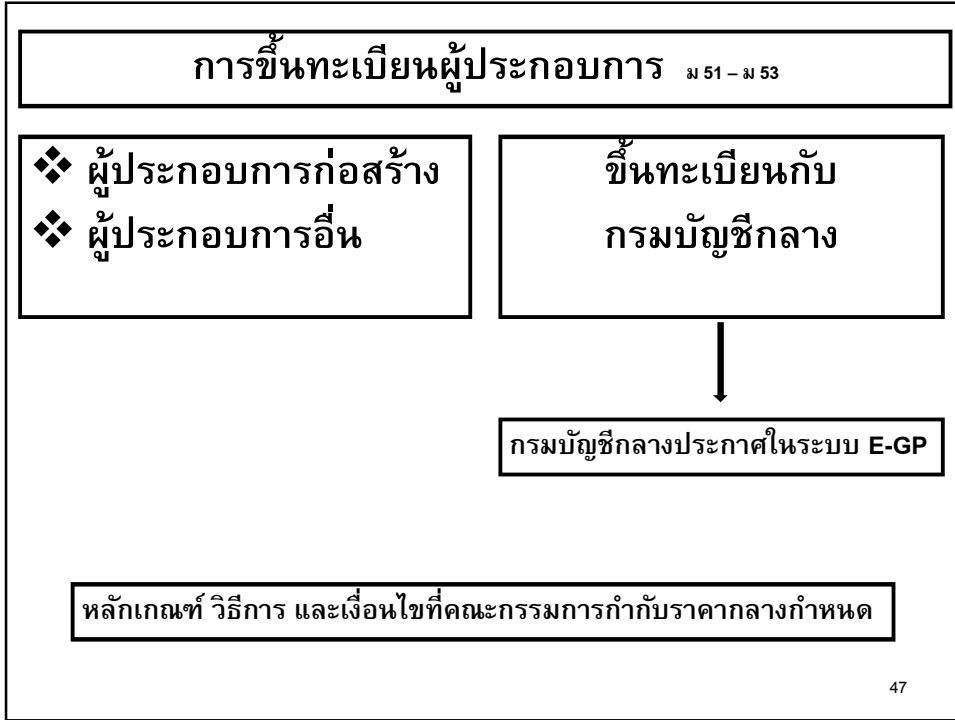 การขึ้นทะเบียนผู้ประกอบการ ม 51 – ม 53
❖ ผู้ประกอบการก่อสร้าง
❖ ผู้ประกอบการอื่น
ขึ้นทะเบียนกับ
กรมบัญชีกลาง
กรมบัญชีกลางประกาศในระบบ E-GP
หลักเกณฑ์ วิธีการ และเงื่อนไขที่คณะกรรมการกำกับราคากลางกำหนด
47